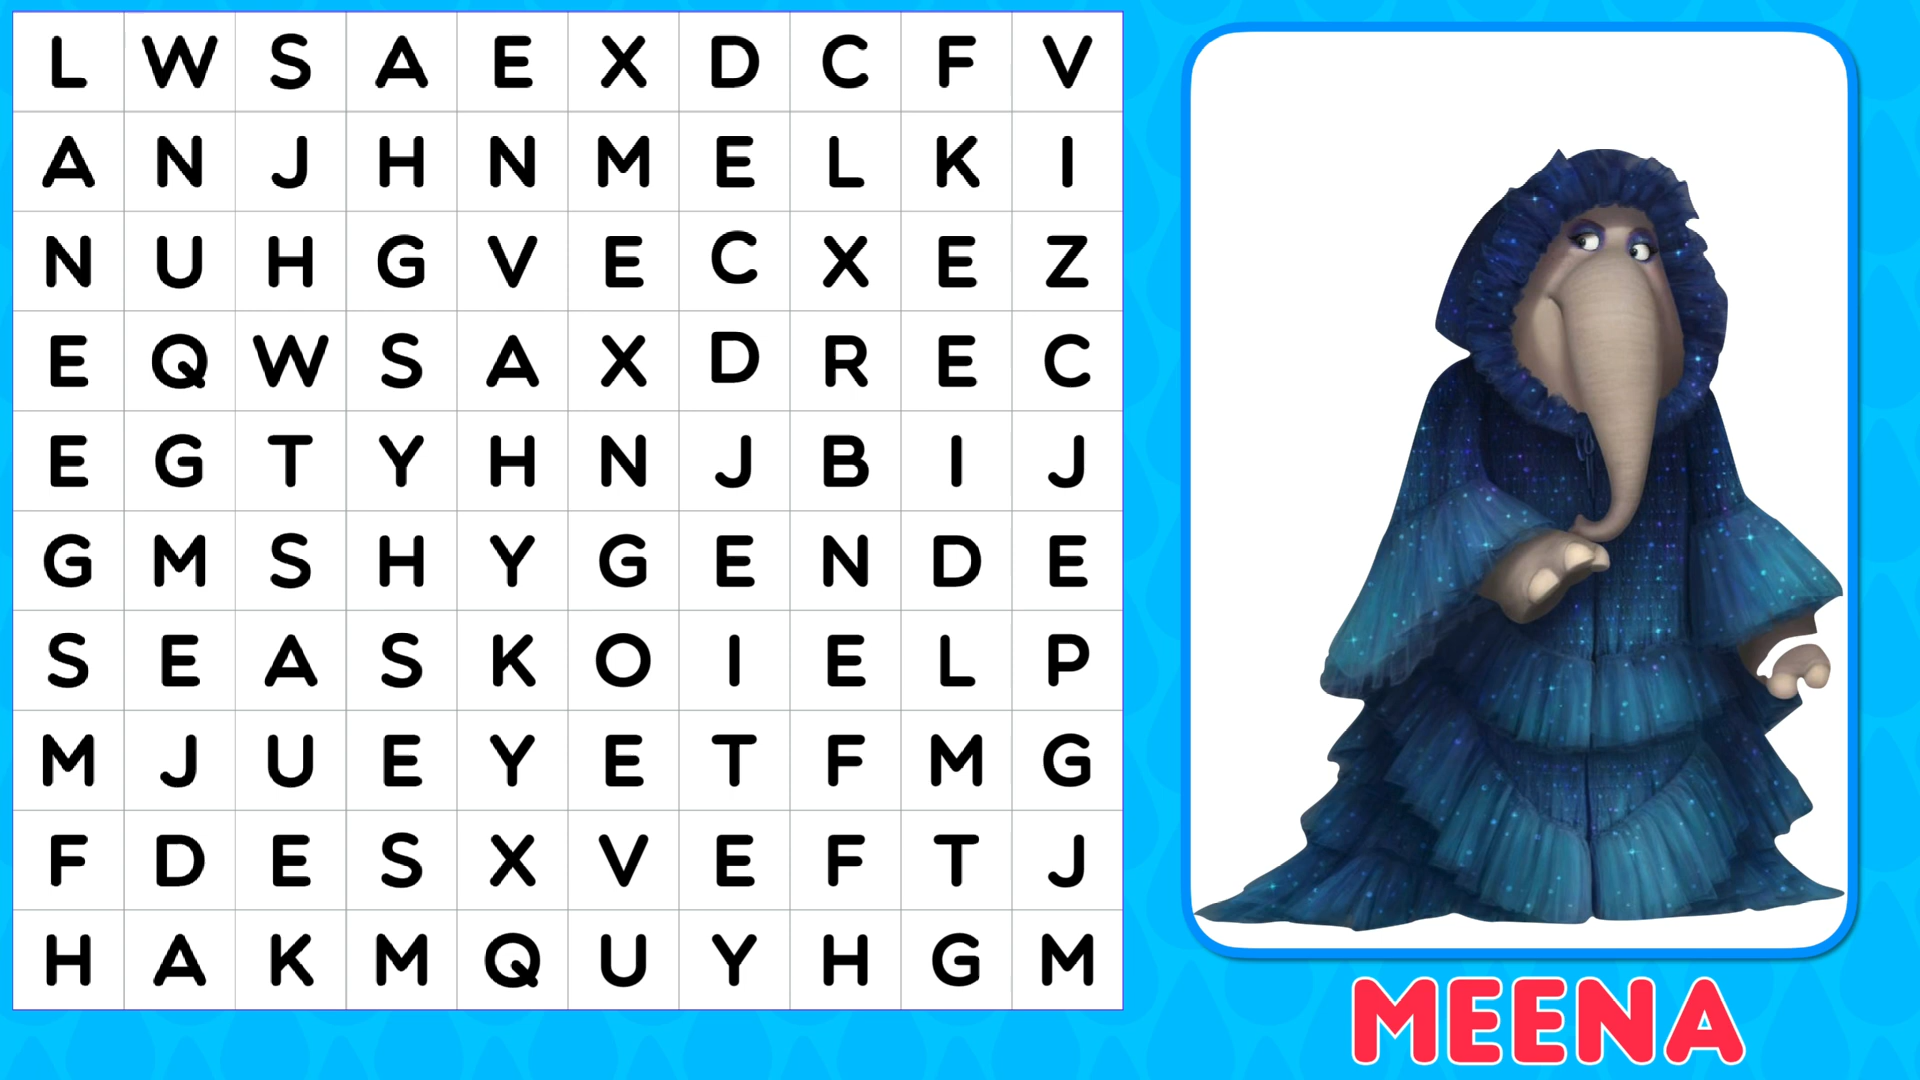 L W S A E X D C F V
A N J H N M E L K I
N U H G V E C X E Z
E Q W S A X D R E C
E G T Y H N J B I J
G M S H Y G E N D E
S E A S K O I E L P
M J U E Y E T F M G
F D E S X V E F T J
H A K M Q U Y H G M
MEENA